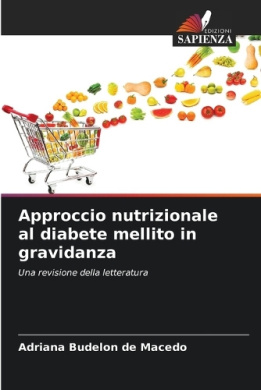 EDIZIONI
SAPIENZA
Approccio nutrizionale
al diabete mellito in
gravidanza
Una revisione della letteratura
Adriana Budelon de Macedo